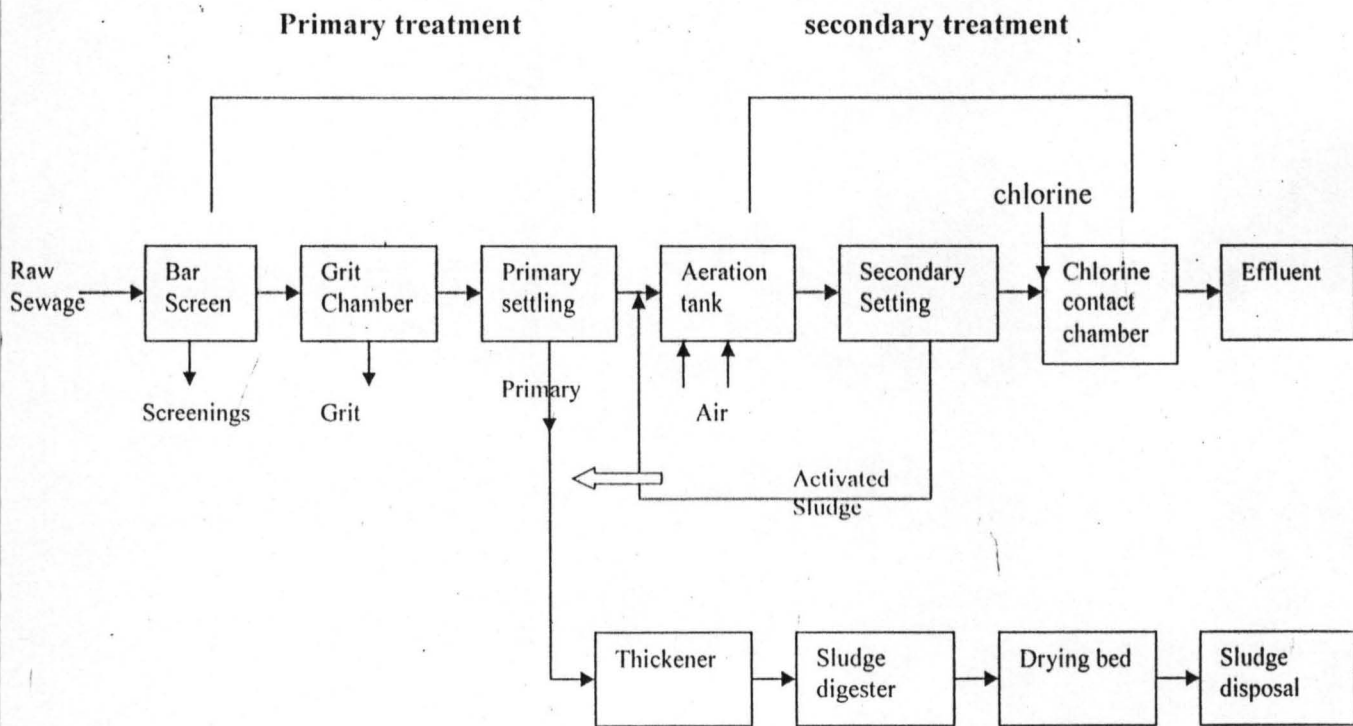 Primary treatment
secondary treatment
chlorine
Raw
Sewage
Bar
Screen
Grit
Chamber
Primary
settling
Aeration
tank
Secondary
Setting
Chlorine
contact
chamber
Effluent
Screenings
Grit
Primary
Air
Activated
Sludge
Thickener
Sludge
digester
Drying bed
Sludge
disposal